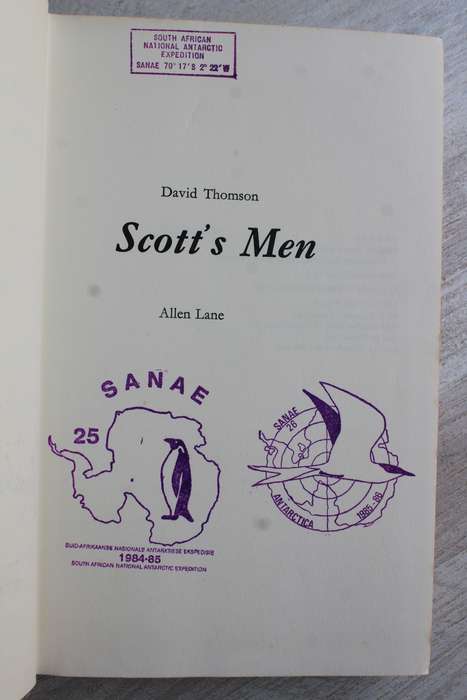 SOUTH AFRICAN
NATIONAL ANTARCTIC
EXPEDITION
SANAE 70° 17'S 2° 22'W
David Thomson
Scott's Men
Allen Lane
SANAE
25
SUID-AFRIKAANSE NASIONALE ANTARKTIESE EKSPEDISIE
1984-85
SOUTH AFRICAN NATIONAL ANTARCTIC EXPEDITION
SANAE
26
ANTARCTICA
1985-86